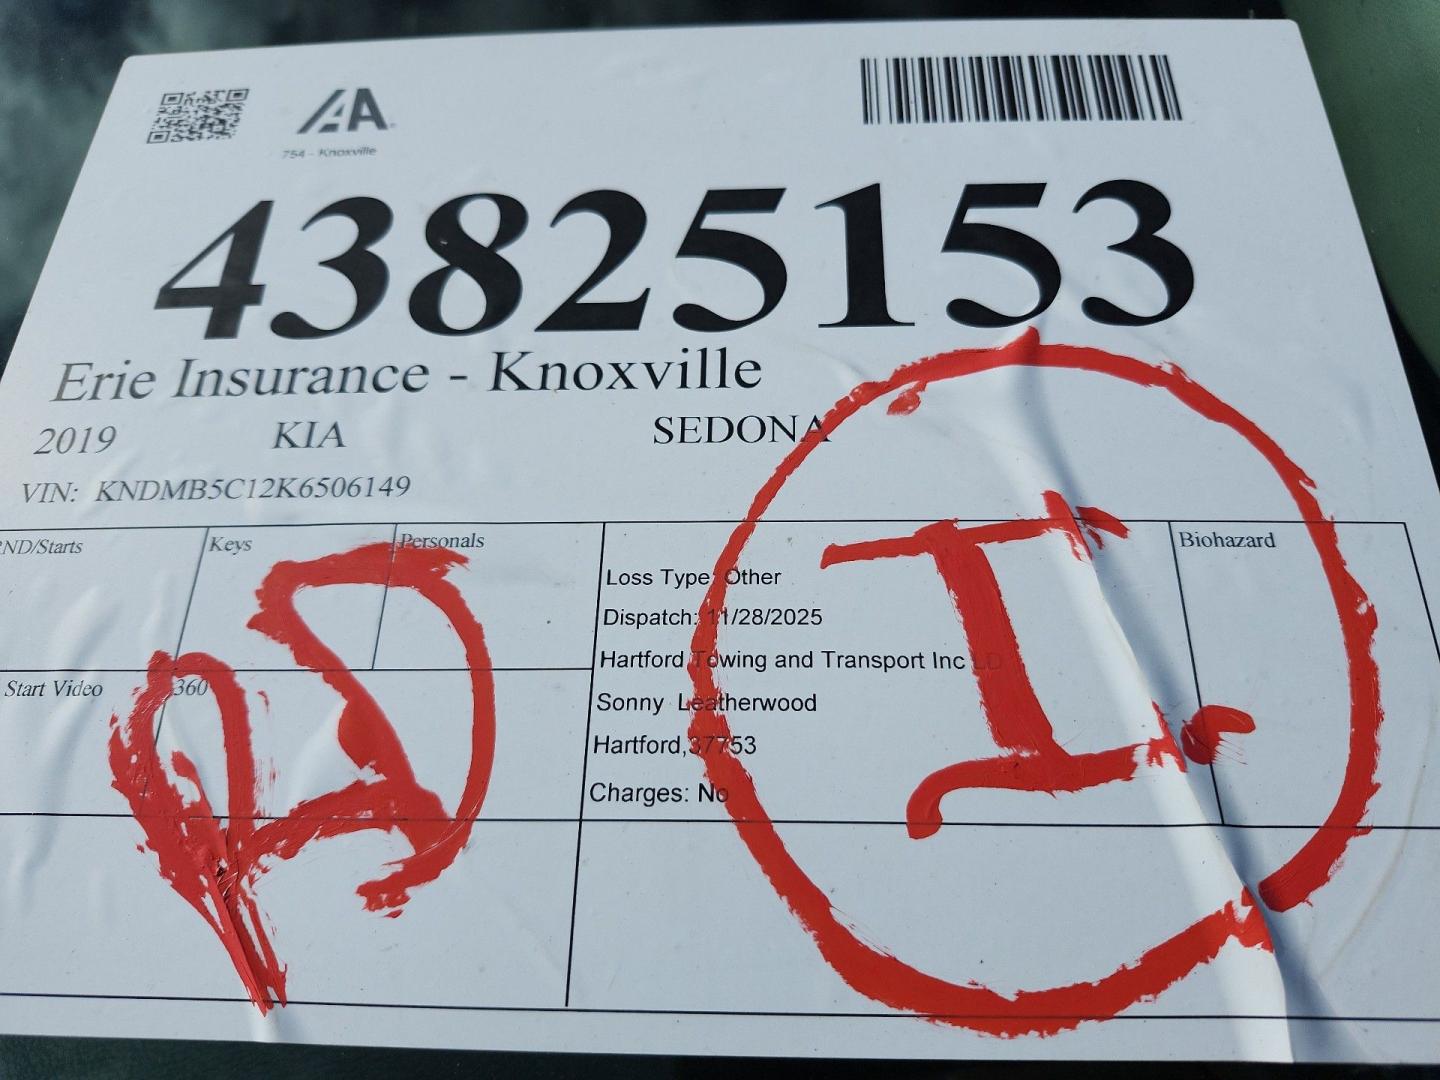 IAA
754 - Knoxville
43825153
Erie Insurance - Knoxville
2019 KIA SEDONA
VIN: KNDMB5C12K6506149
RND/Starts Keys Personals Biohazard
Loss Type: Other
Dispatch: 11/28/2025
Hartford Towing and Transport Inc LD
Sonny Leatherwood
Start Video 360
Hartford,37753
Charges: No
RD
I.